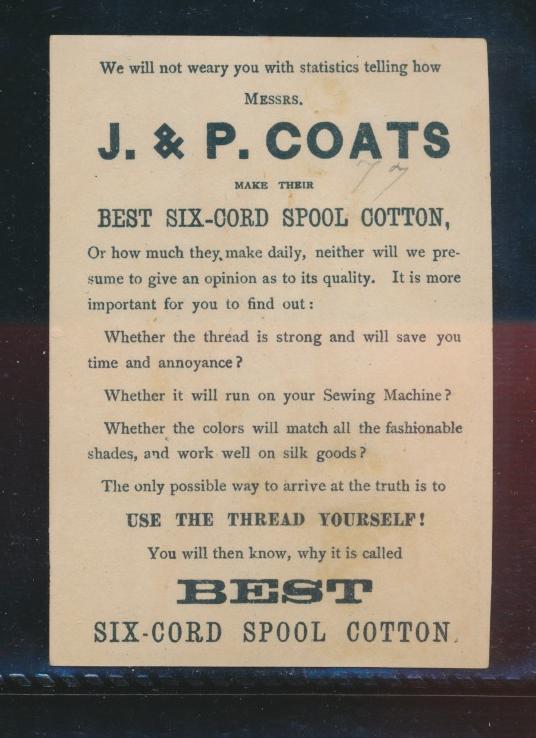 We will not weary you with statistics telling how
MESSRS.
J. & P. COATS
77
MAKE THEIR
BEST SIX-CORD SPOOL COTTON,
Or how much they make daily, neither will we pre-
sume to give an opinion as to its quality. It is more
important for you to find out:
Whether the thread is strong and will save you
time and annoyance?
Whether it will run on your Sewing Machine?
Whether the colors will match all the fashionable
shades, and work well on silk goods?
The only possible way to arrive at the truth is to
USE THE THREAD YOURSELF!
You will then know, why it is called
BEST
SIX-CORD SPOOL COTTON.